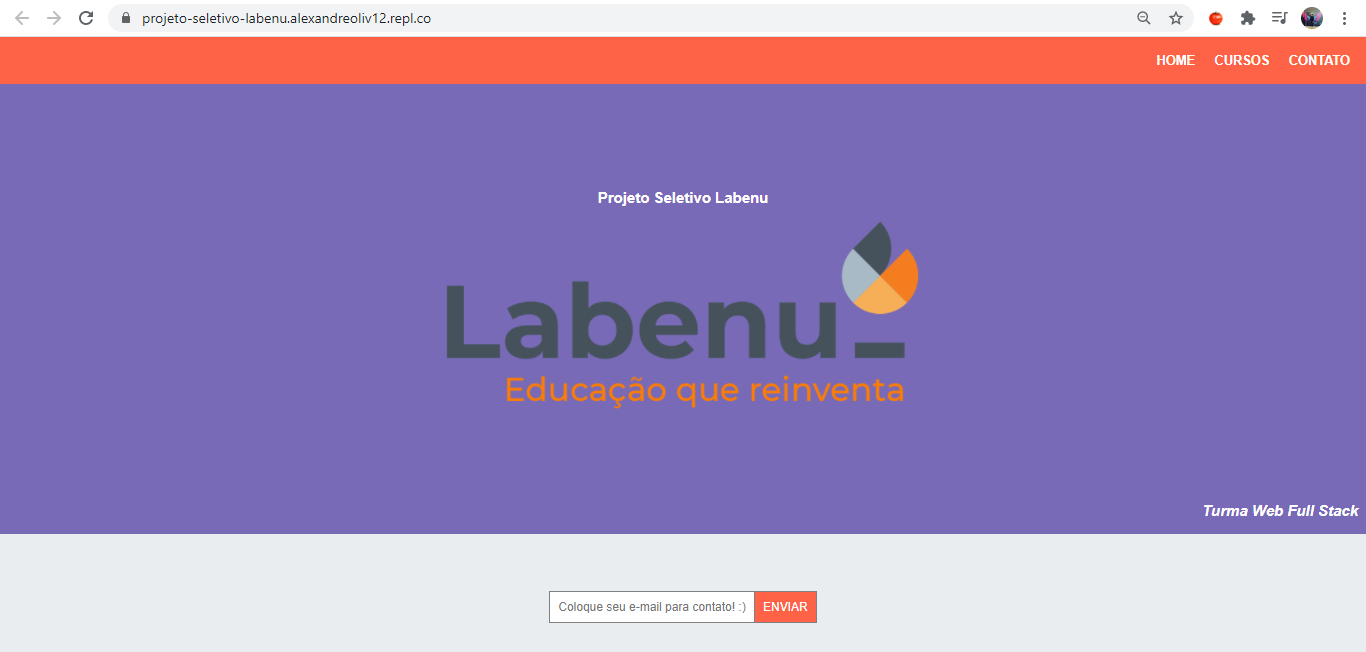 projeto-seletivo-labenu.alexandreoliv12.repl.co
HOME CURSOS CONTATO
Projeto Seletivo Labenu
Labenu_
Educação que reinventa
Turma Web Full Stack
Coloque seu e-mail para contato! :) ENVIAR